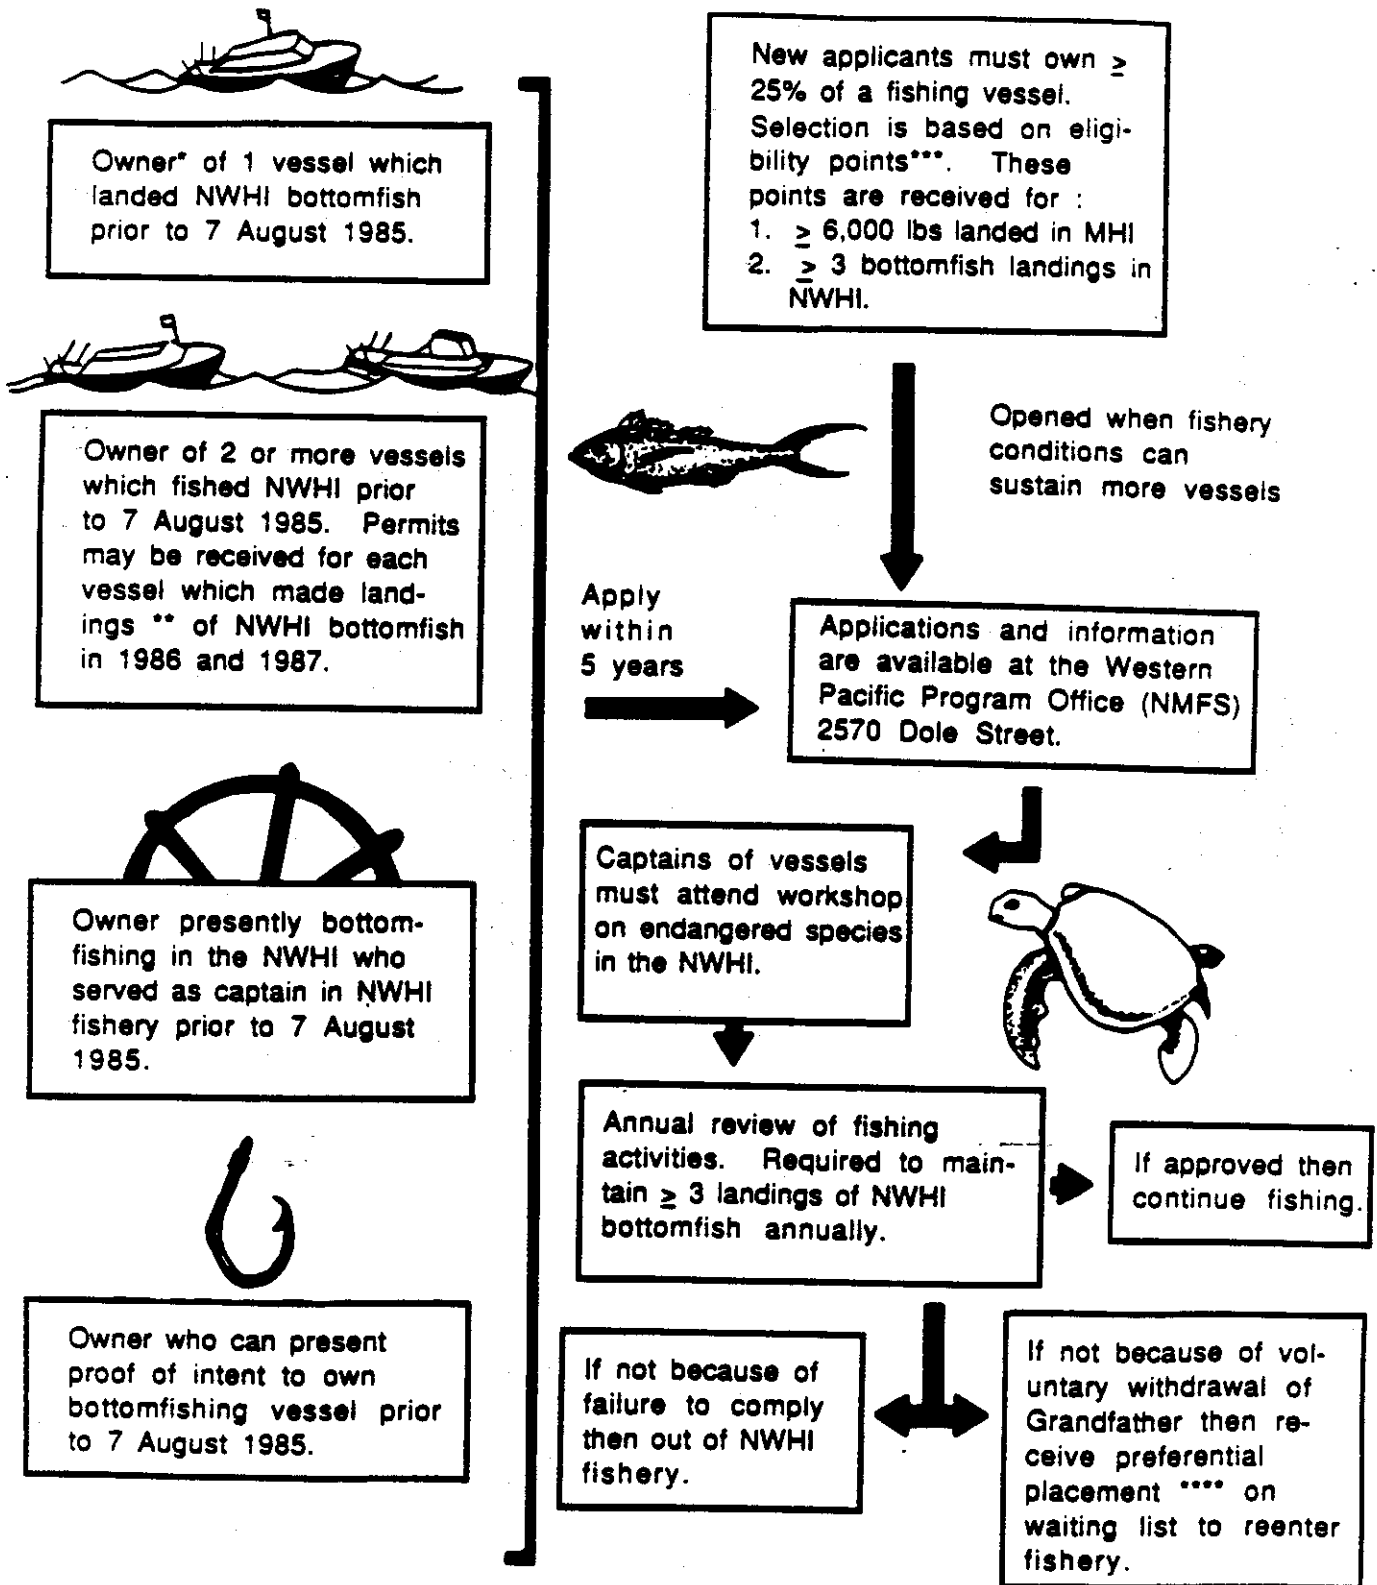 Owner* of 1 vessel which
landed NWHI bottomfish
prior to 7 August 1985.
Owner of 2 or more vessels
which fished NWHI prior
to 7 August 1985. Permits
may be received for each
vessel which made land-
ings ** of NWHI bottomfish
in 1986 and 1987.
Owner presently bottom-
fishing in the NWHI who
served as captain in NWHI
fishery prior to 7 August
1985.
Owner who can present
proof of intent to own
bottomfishing vessel prior
to 7 August 1985.
New applicants must own ≥
25% of a fishing vessel.
Selection is based on eligi-
bility points***. These
points are received for :
1. ≥ 6,000 lbs landed in MHI
2. ≥ 3 bottomfish landings in
NWHI.
Opened when fishery
conditions can
sustain more vessels
Apply
within
5 years
Applications and information
are available at the Western
Pacific Program Office (NMFS)
2570 Dole Street.
Captains of vessels
must attend workshop
on endangered species
in the NWHI.
Annual review of fishing
activities. Required to main-
tain ≥ 3 landings of NWHI
bottomfish annually.
If approved then
continue fishing.
If not because of
failure to comply
then out of NWHI
fishery.
If not because of vol-
untary withdrawal of
Grandfather then re-
ceive preferential
placement **** on
waiting list to reenter
fishery.